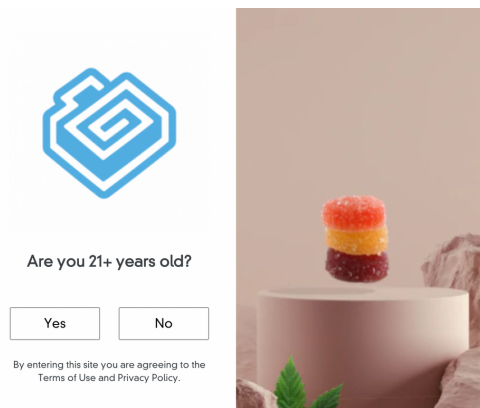 Are you 21+ years old?
Yes
No
By entering this site you are agreeing to the
Terms of Use and Privacy Policy.